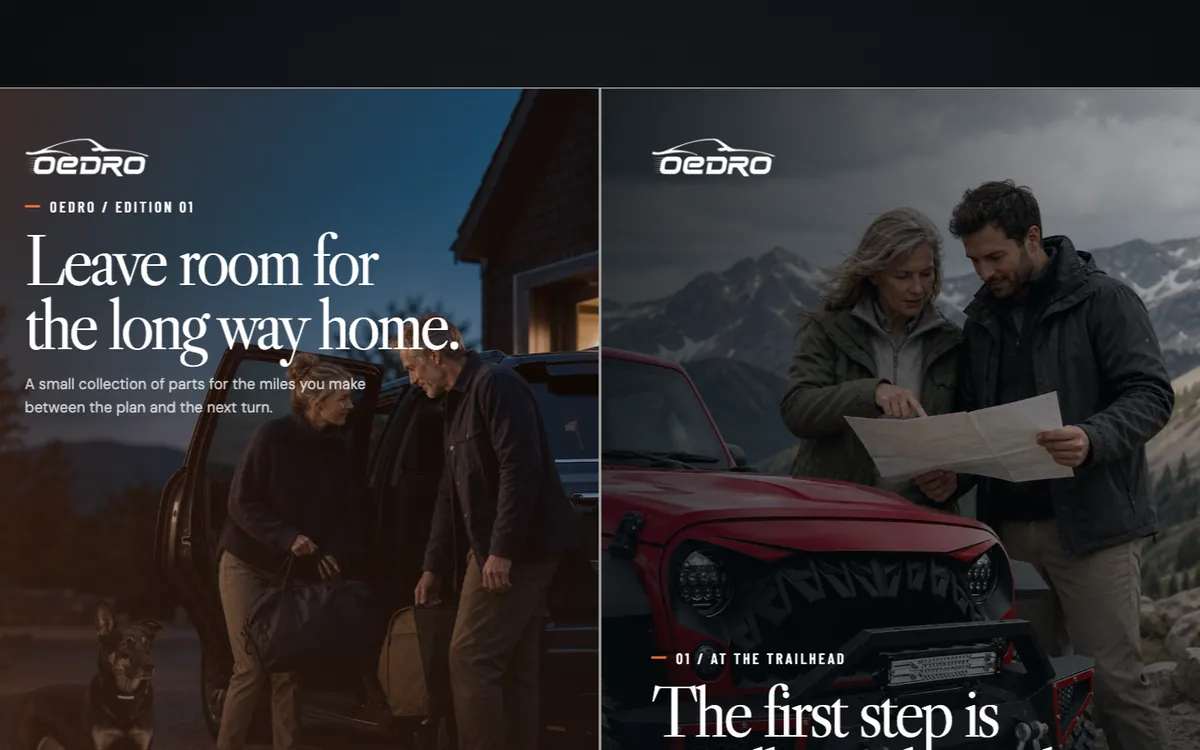 OEDRO
OEDRO / EDITION 01
Leave room for
the long way home.
A small collection of parts for the miles you make
between the plan and the next turn.
OEDRO
01 / AT THE TRAILHEAD
The first step is